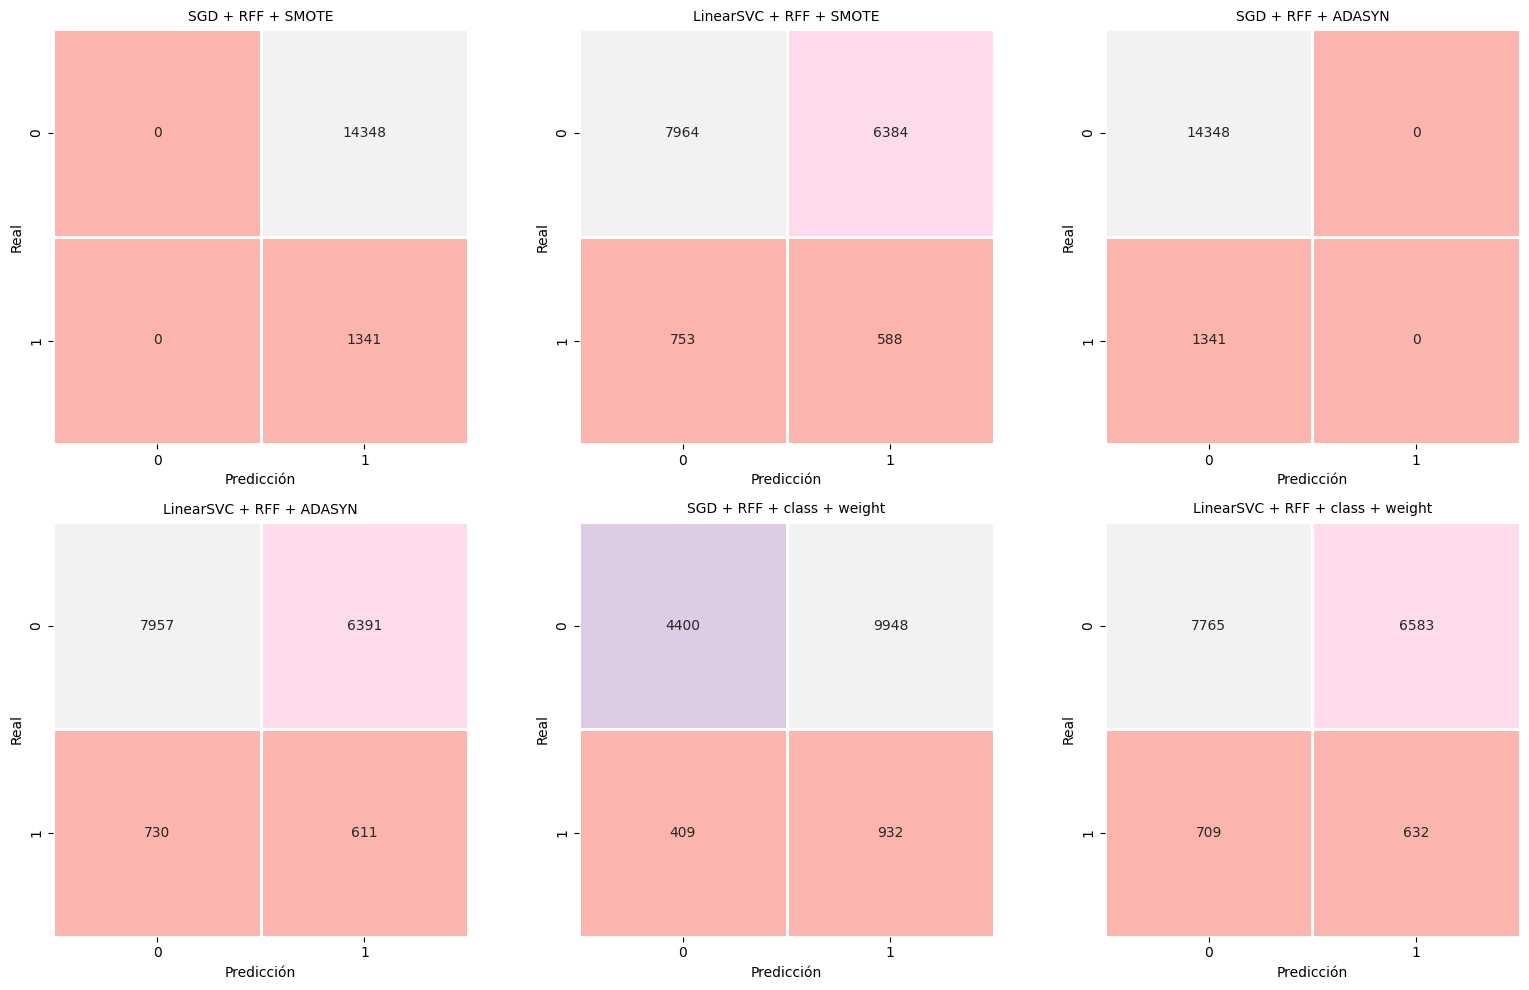 SGD + RFF + SMOTE
0
14348
0
1341
0
1
Real
0
1
Predicción
LinearSVC + RFF + SMOTE
7964
6384
753
588
0
1
Real
0
1
Predicción
SGD + RFF + ADASYN
14348
0
1341
0
0
1
Real
0
1
Predicción
LinearSVC + RFF + ADASYN
7957
6391
730
611
0
1
Real
0
1
Predicción
SGD + RFF + class + weight
4400
9948
409
932
0
1
Real
0
1
Predicción
LinearSVC + RFF + class + weight
7765
6583
709
632
0
1
Real
0
1
Predicción